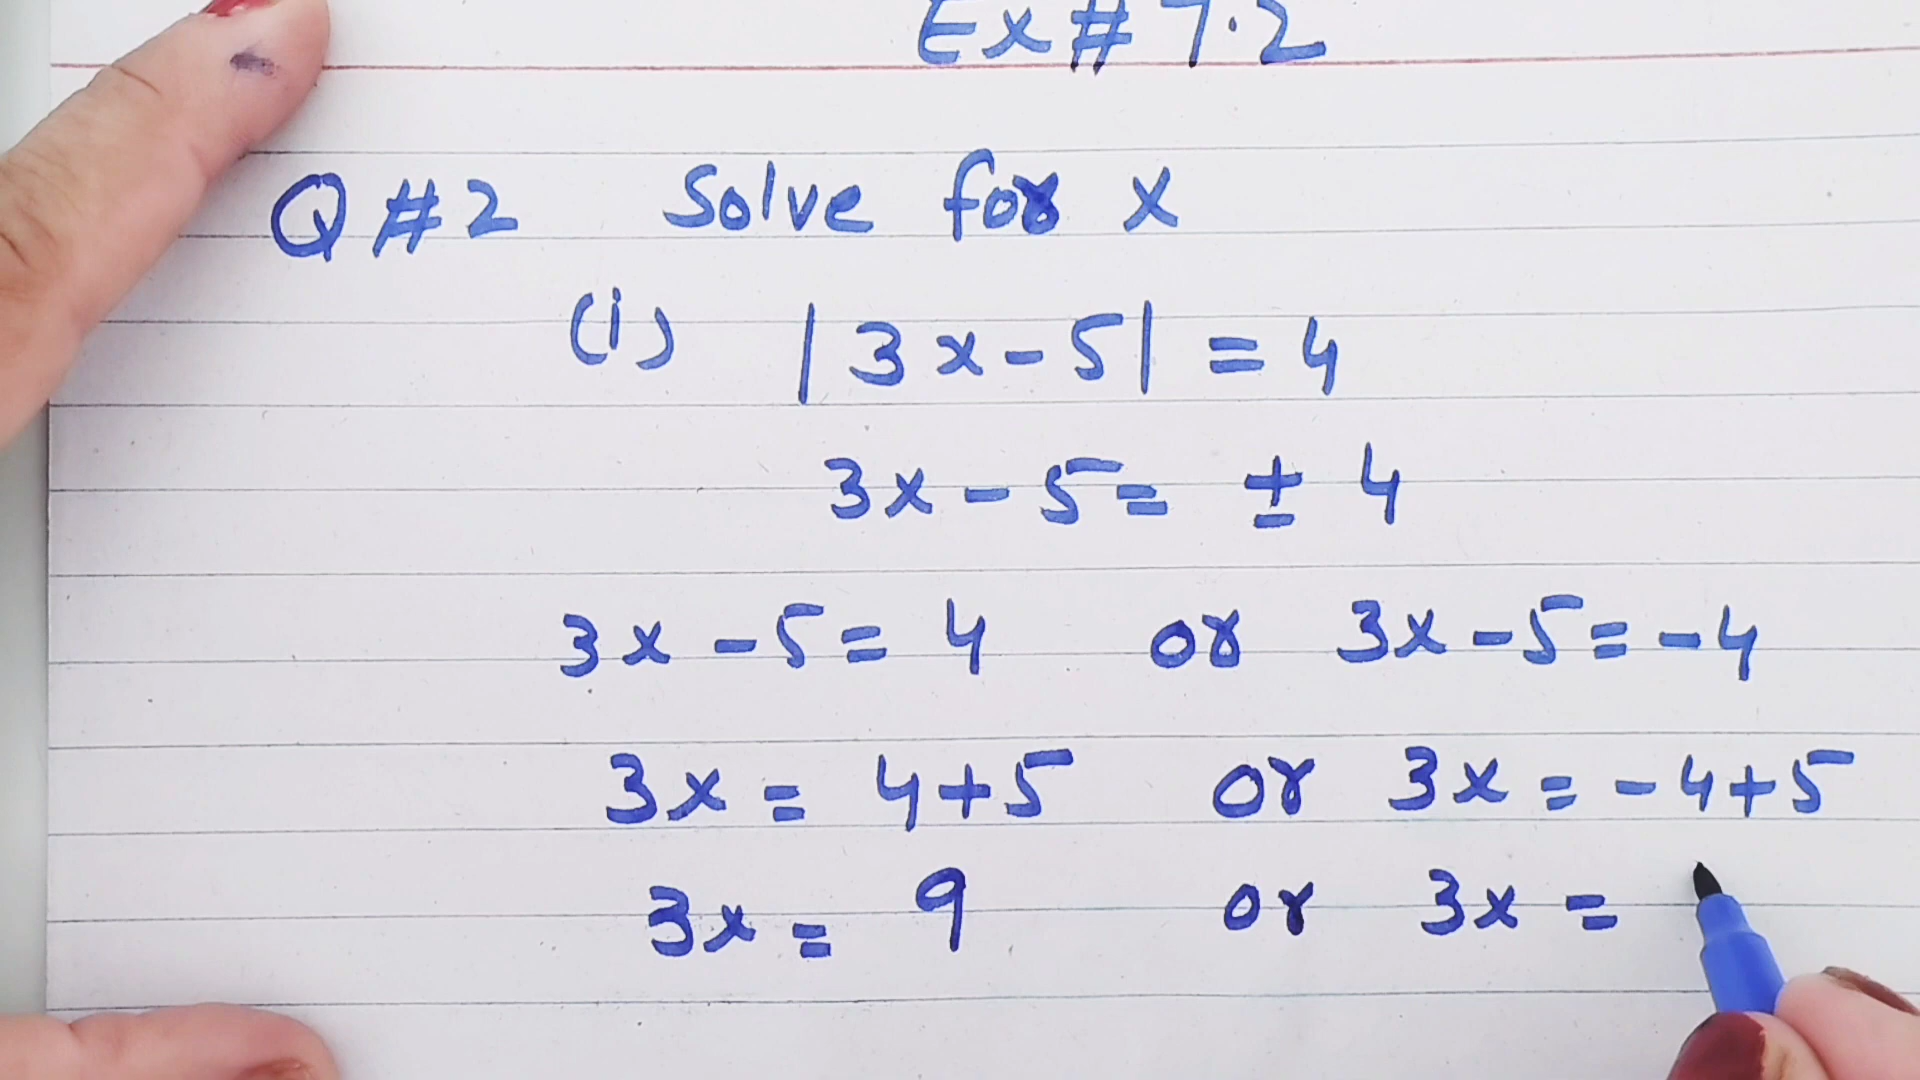 Ex# 7.2
Q#2 Solve for x
(i) |3x-5| = 4
3x-5= ± 4
3x-5= 4 or 3x-5=-4
3x= 4+5 or 3x=-4+5
3x= 9 or 3x=